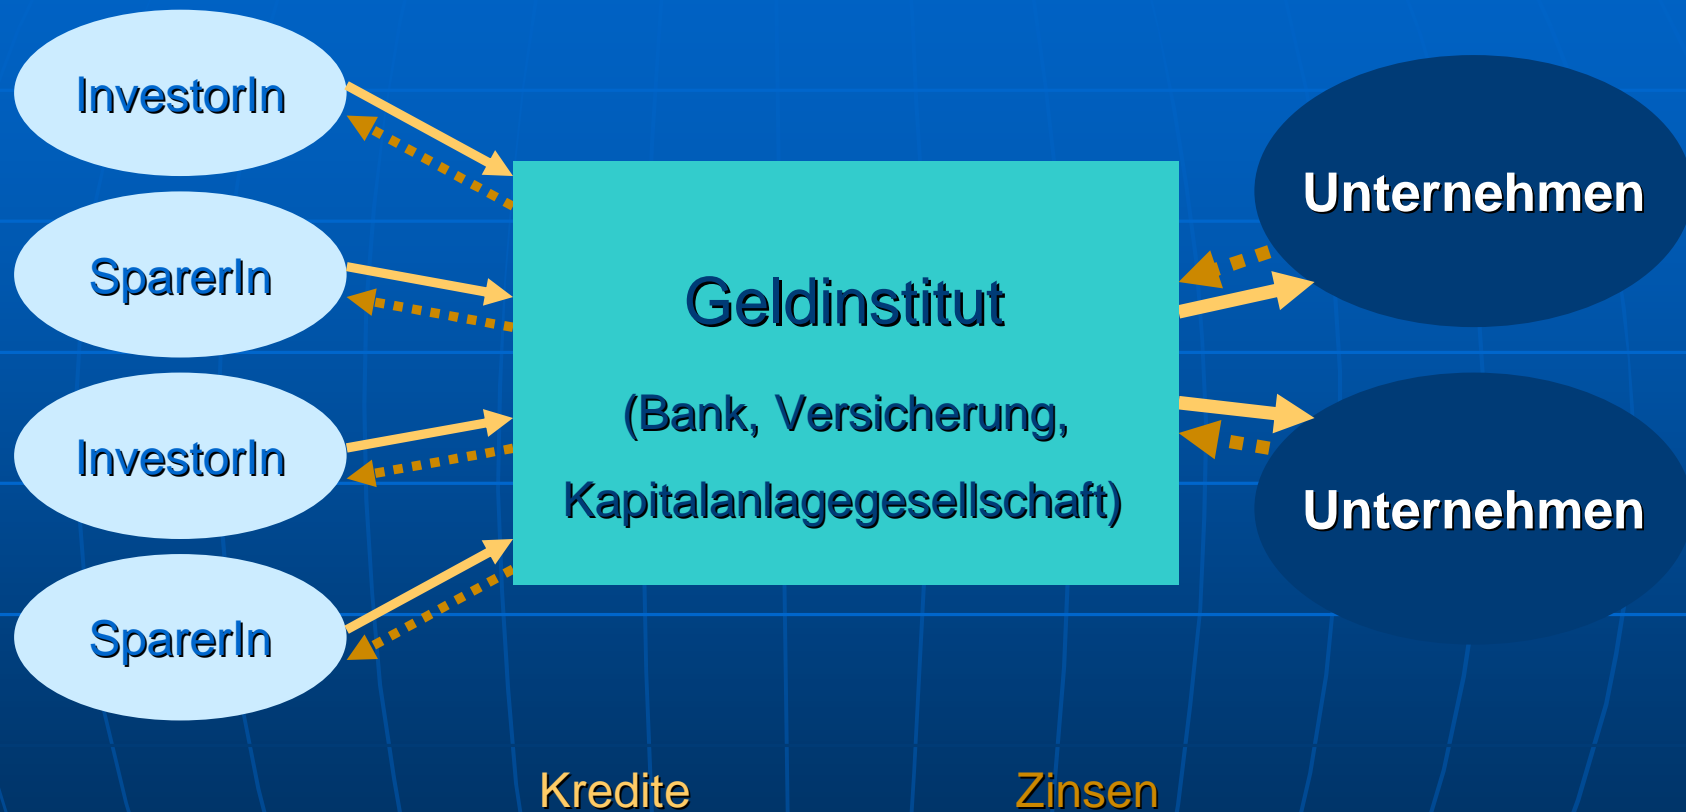 InvestorIn
SparerIn
InvestorIn
SparerIn
Geldinstitut
(Bank, Versicherung,
Kapitalanlagegesellschaft)
Unternehmen
Unternehmen
Kredite
Zinsen